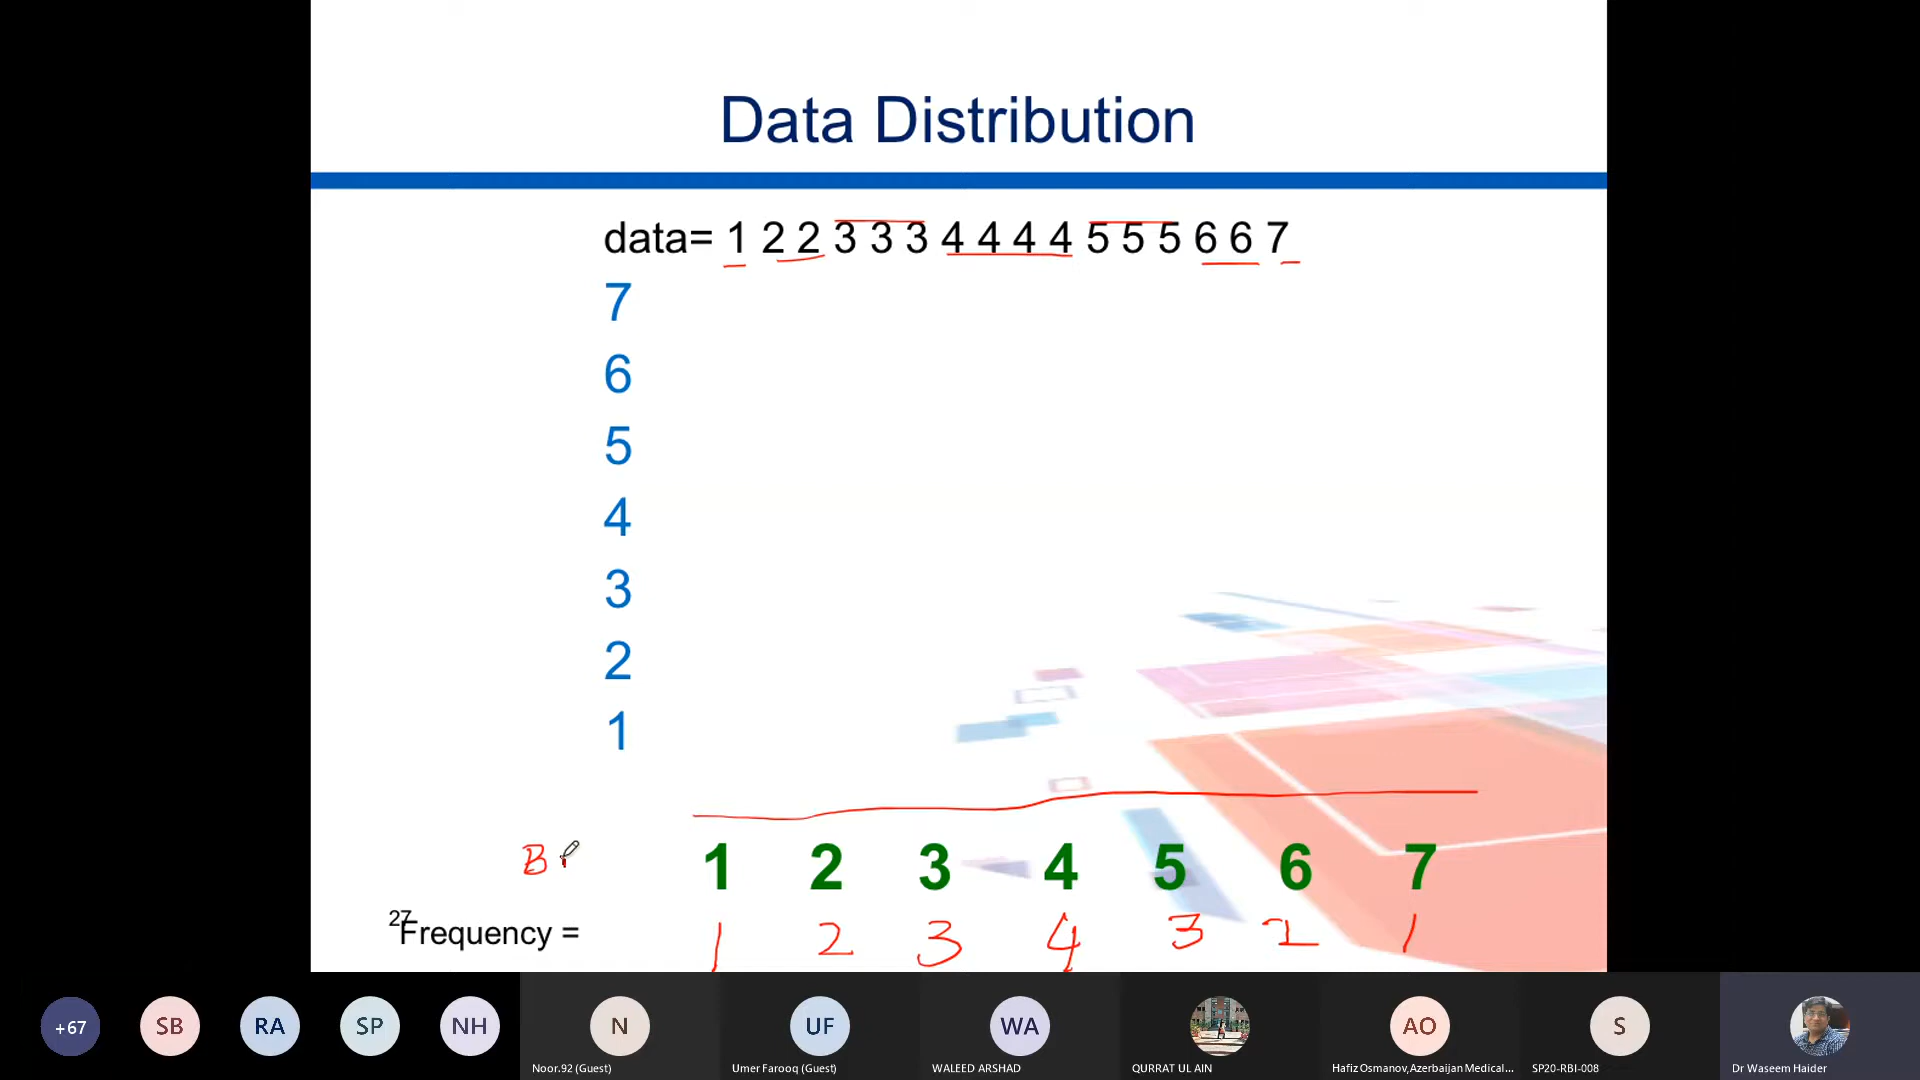 Data Distribution
data= 1 2 2 3 3 3 4 4 4 4 5 5 5 6 6 7
7
6
5
4
3
2
1
B
1 2 3 4 5 6 7
27
Frequency = 1 2 3 4 3 2 1
+67 SB RA SP NH N UF WA AO S
Noor.92 (Guest) Umer Farooq (Guest) WALEED ARSHAD QURRAT UL AIN Hafiz Osmanov,Azerbaijan Medical... SP20-RBI-008 Dr Waseem Haider